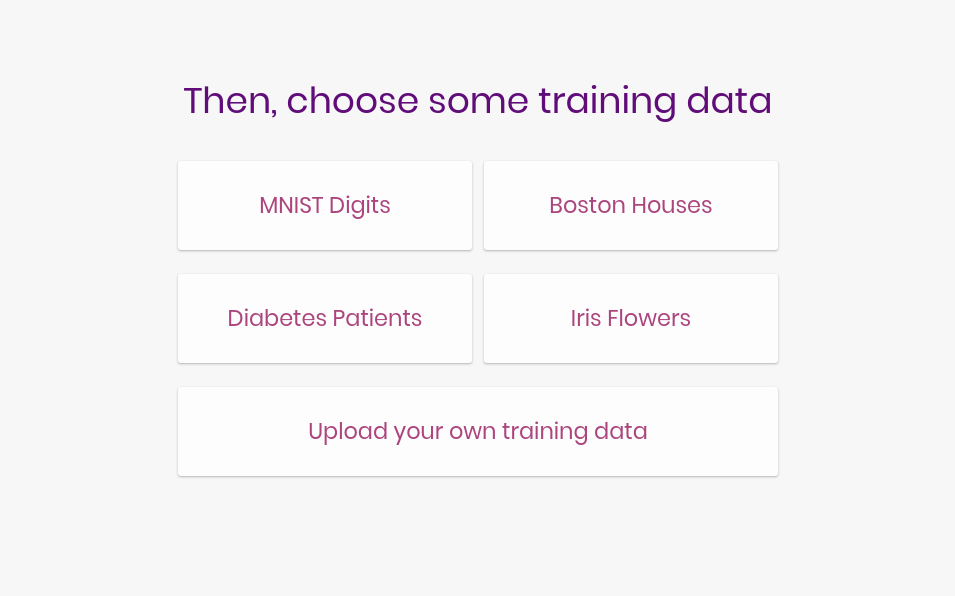 Then, choose some training data
MNIST Digits
Boston Houses
Diabetes Patients
Iris Flowers
Upload your own training data